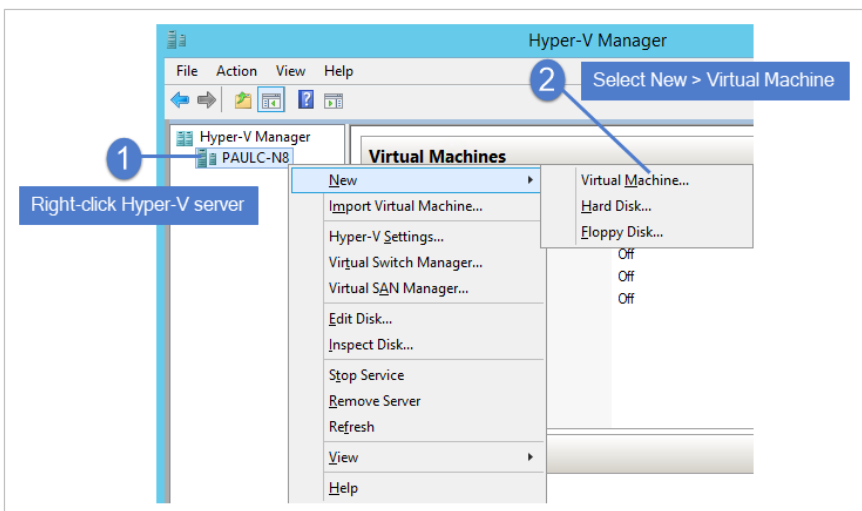 Hyper-V Manager
File Action View Help
2
Select New > Virtual Machine
Hyper-V Manager
1
PAULC-N8
Virtual Machines
Right-click Hyper-V server
New
Import Virtual Machine...
Hyper-V Settings...
Virtual Switch Manager...
Virtual SAN Manager...
Edit Disk...
Inspect Disk...
Stop Service
Remove Server
Refresh
View
Help
Virtual Machine...
Hard Disk...
Floppy Disk...
Off
Off
Off